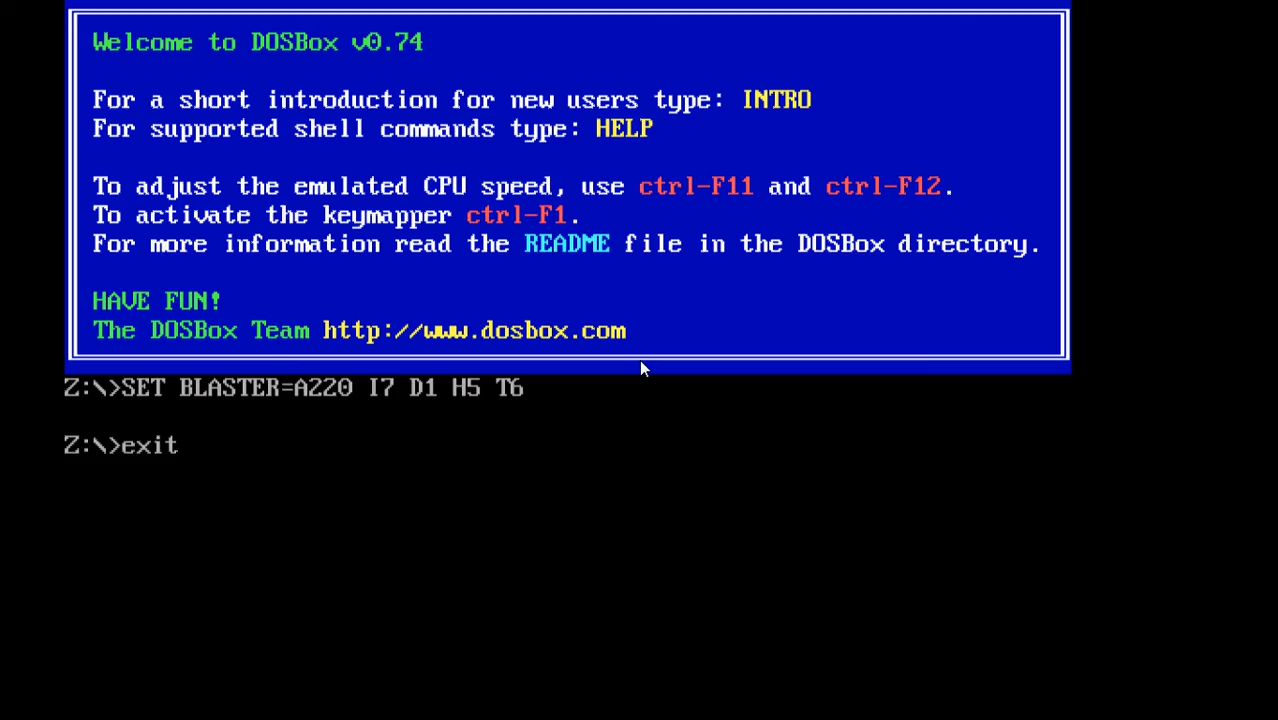 Welcome to DOSBox v0.74
For a short introduction for new users type: INTRO
For supported shell commands type: HELP
To adjust the emulated CPU speed, use ctrl-F11 and ctrl-F12.
To activate the keymapper ctrl-F1.
For more information read the README file in the DOSBox directory.
HAVE FUN!
The DOSBox Team http://www.dosbox.com
Z:\>SET BLASTER=A220 I7 D1 H5 T6
Z:\>exit